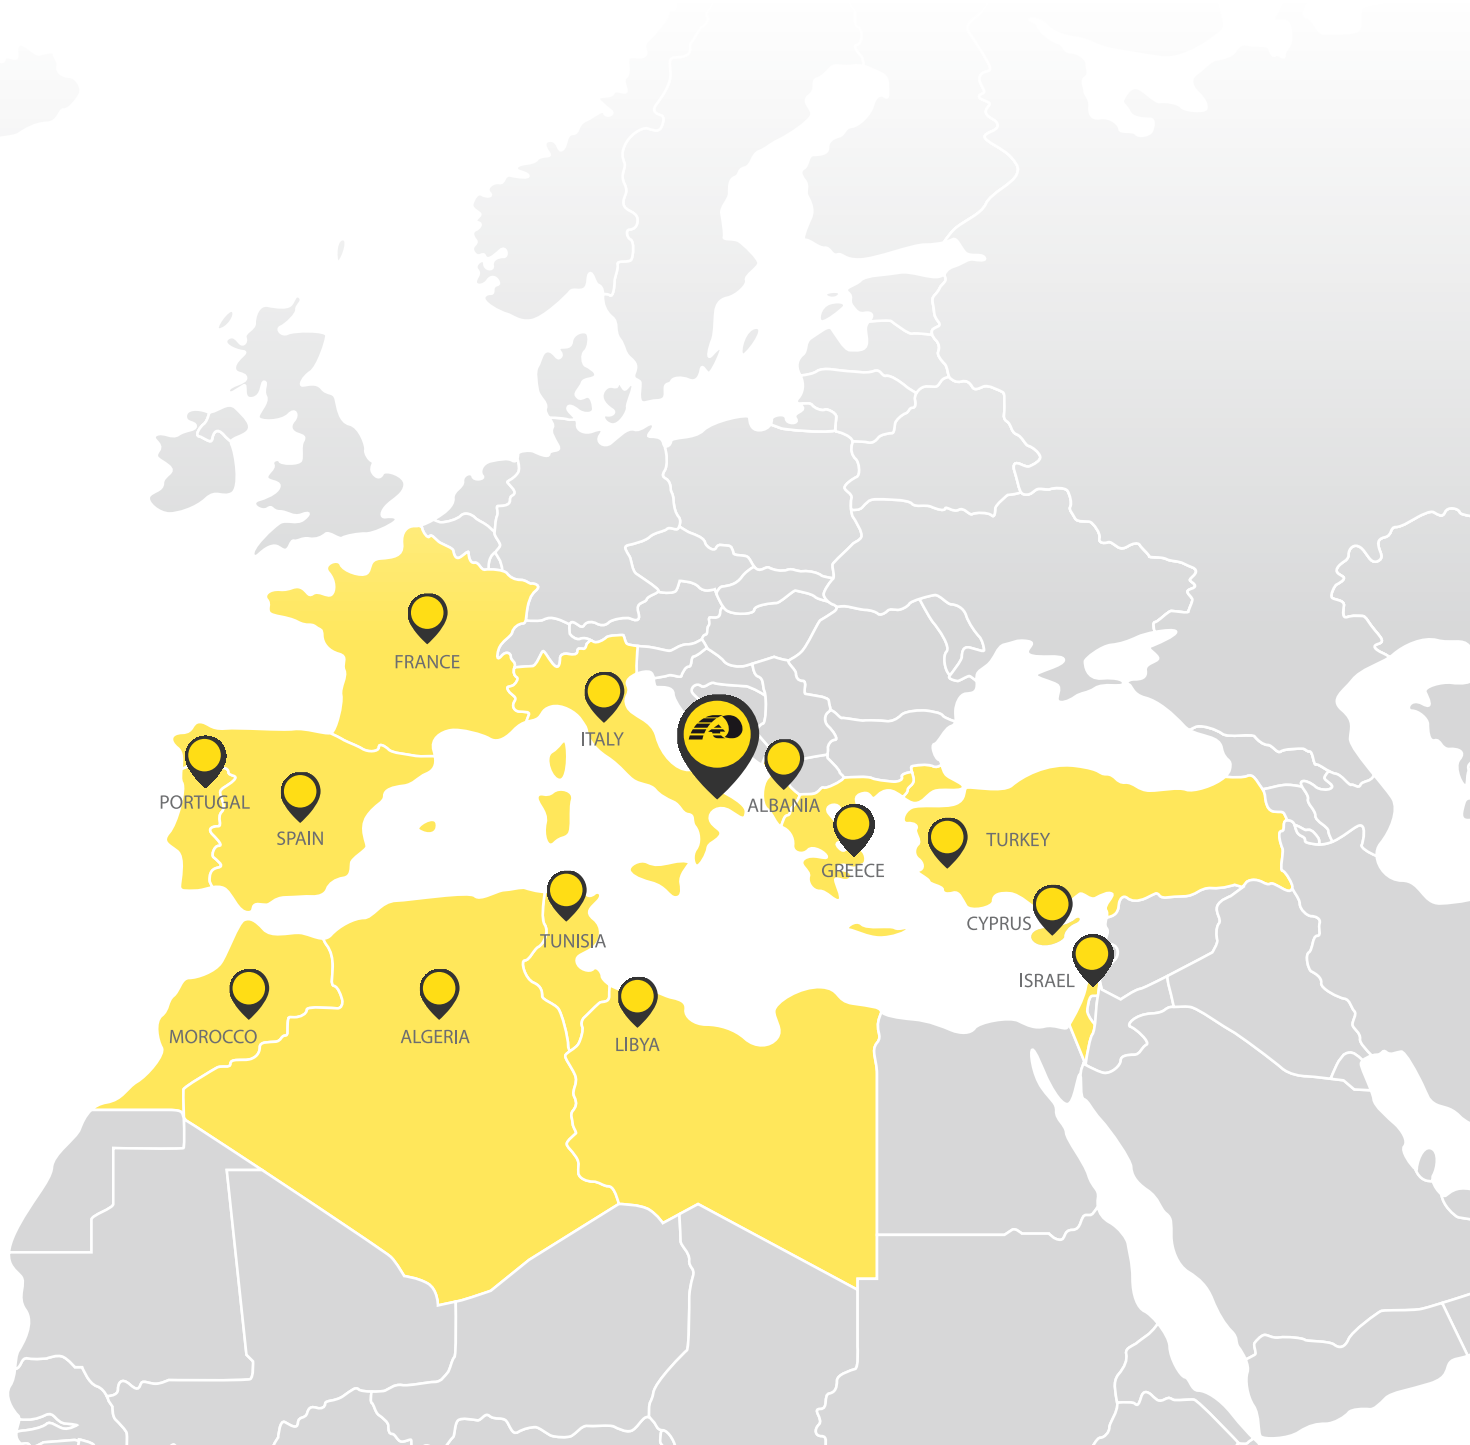 FRANCE
ITALY
PORTUGAL
ALBANIA
SPAIN
TURKEY
GREECE
CYPRUS
TUNISIA
ISRAEL
MOROCCO
ALGERIA
LIBYA